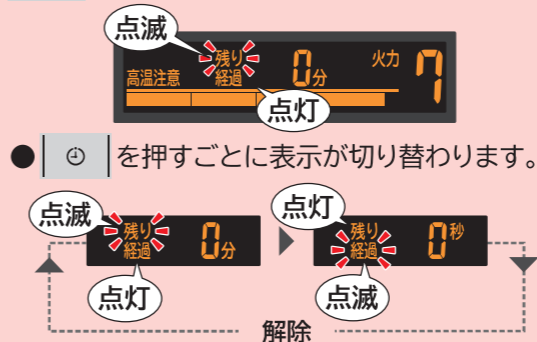 点滅
高温注意 残り 経過 0分 火力 7
点灯
●を押すごとに表示が切り替わります。
点滅 点灯
残り 経過 0分 残り 経過 0秒
点灯 点滅
解除